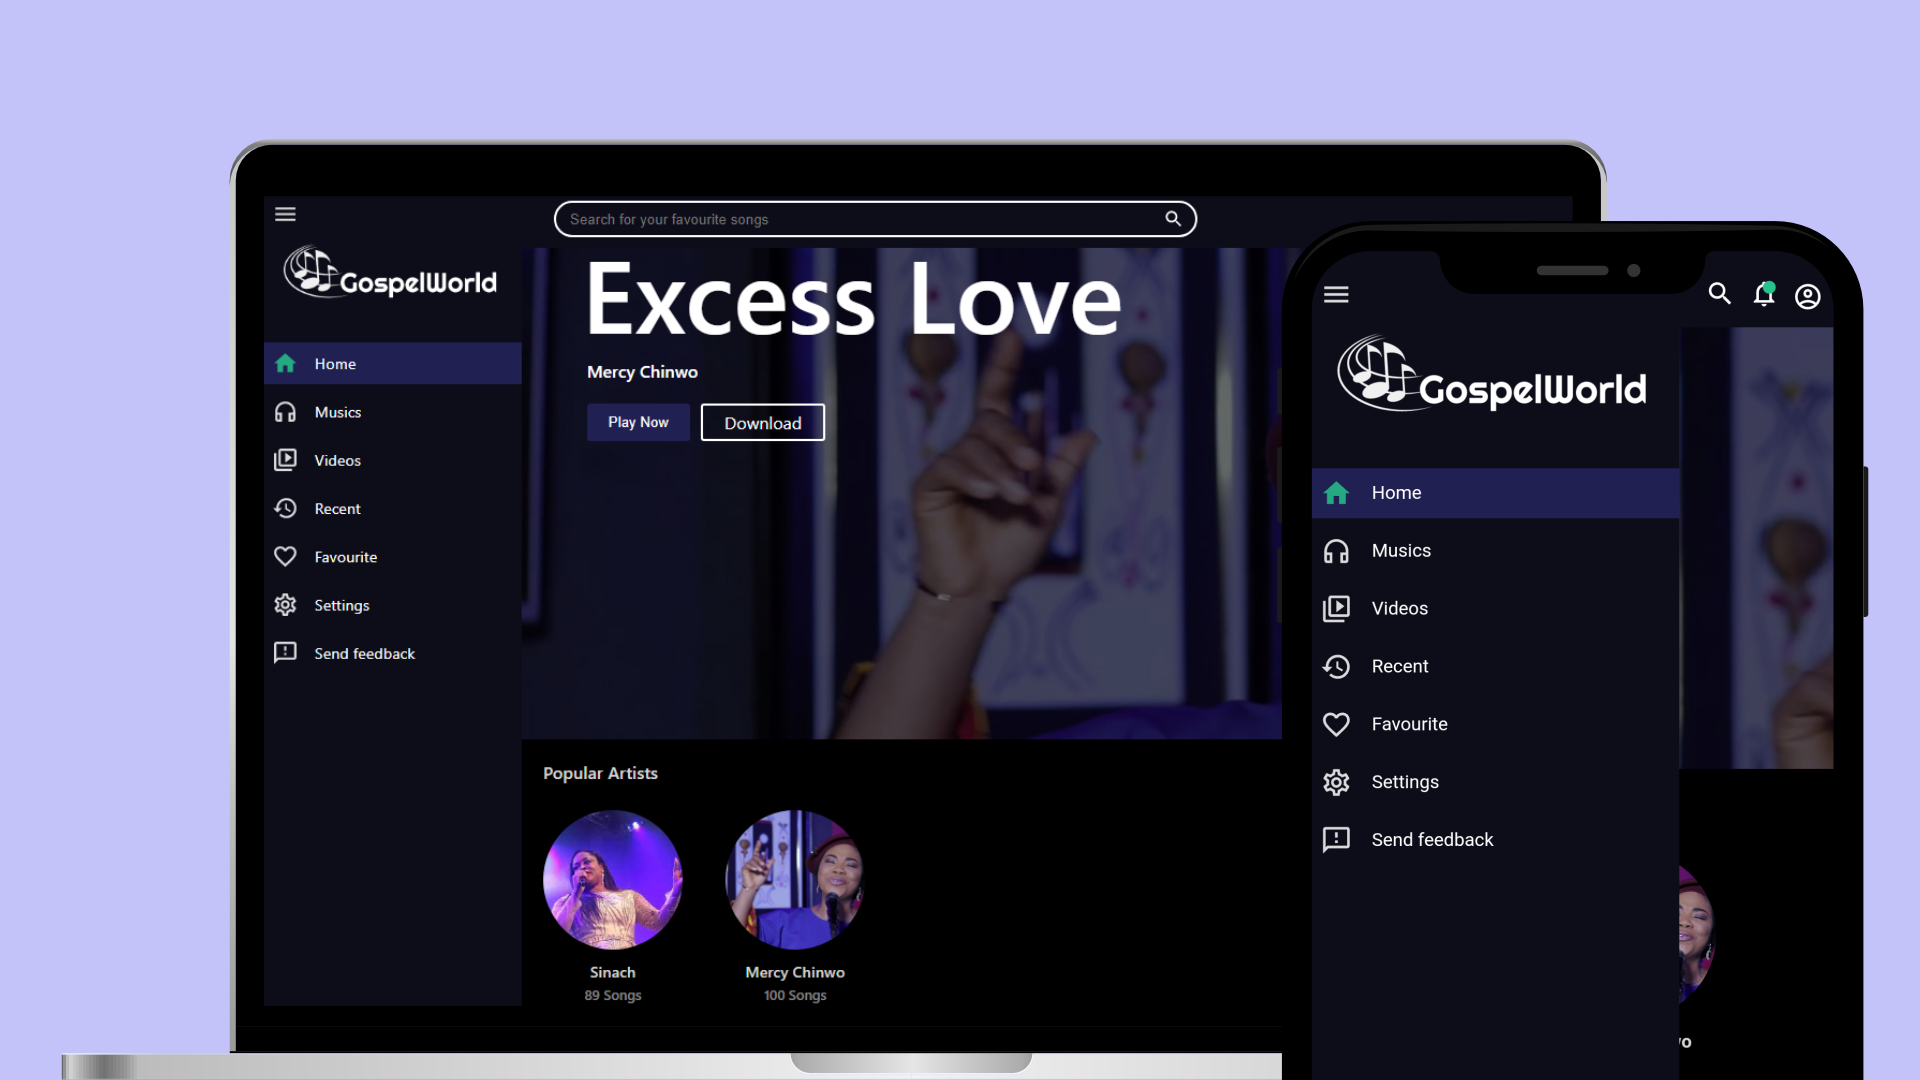 Search for your favourite songs
GospelWorld
Home
Musics
Videos
Recent
Favourite
Settings
Send feedback
Excess Love
Mercy Chinwo
Play Now
Download
Popular Artists
Sinach
89 Songs
Mercy Chinwo
100 Songs
GospelWorld
Home
Musics
Videos
Recent
Favourite
Settings
Send feedback